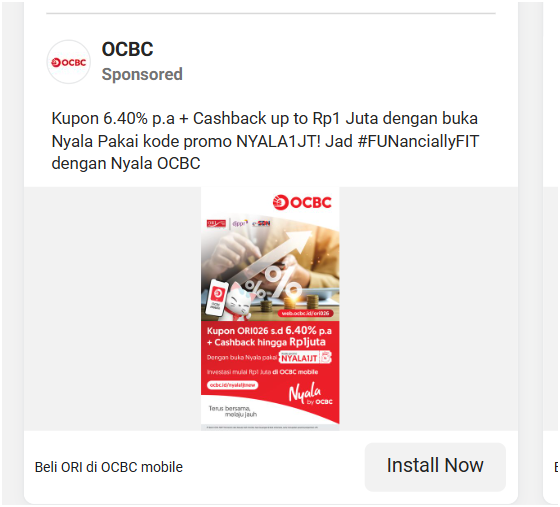 OCBC
OCBC
Sponsored
Kupon 6.40% p.a + Cashback up to Rp1 Juta dengan buka
Nyala Pakai kode promo NYALA1JT! Jad #FUNanciallyFIT
dengan Nyala OCBC
OCBC
web.ocbc.id/ori026
Kupon ORI026 s.d 6.40% p.a
+ Cashback hingga Rp1juta
Dengan buka Nyala pakai NYALA1JT
Investasi mulai Rp1 Juta di OCBC mobile
ocbc.id/nyalajtnew
Nyala
by OCBC
Terus bersama,
melaju jauh
Beli ORI di OCBC mobile
Install Now